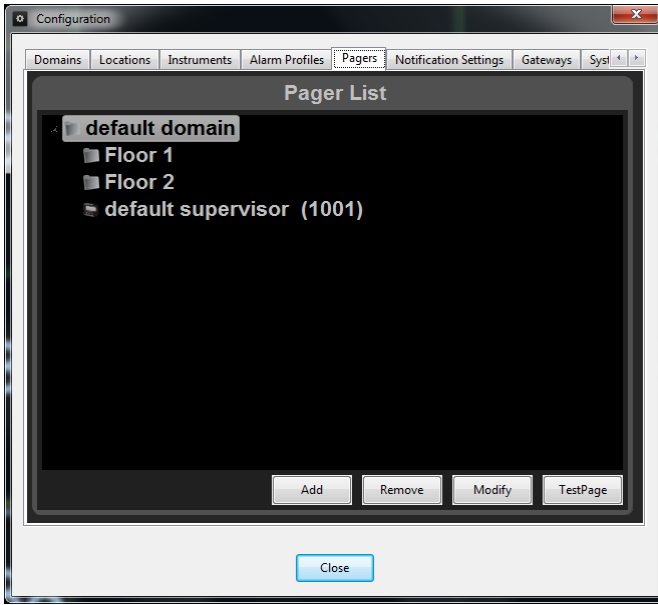 Configuration
Domains Locations Instruments Alarm Profiles Pagers Notification Settings Gateways Syst
Pager List
default domain
Floor 1
Floor 2
default supervisor (1001)
Add Remove Modify TestPage
Close